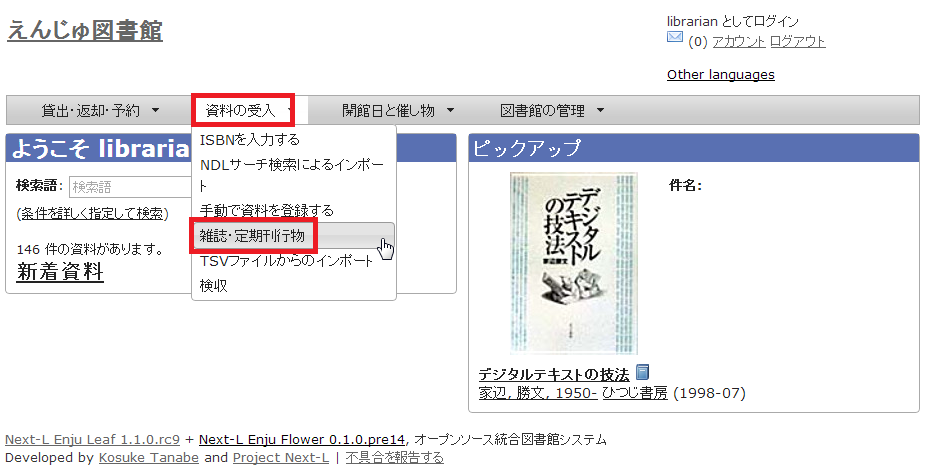 えんじゅ図書館
librarian としてログイン
(0) アカウント ログアウト
Other languages
貸出・返却・予約
資料の受入
開館日と催し物
図書館の管理
ようこそ libraria
検索語: 検索語
(条件を詳しく指定して検索)
146 件の資料があります。
新着資料
ISBNを入力する
NDLサーチ検索によるインポー
ト
手動で資料を登録する
雑誌・定期刊行物
TSVファイルからのインポート
検収
ピックアップ
デジタル
テキスト
の技法
家辺勝文
件名:
デジタルテキストの技法
家辺, 勝文, 1950- ひつじ書房 (1998-07)
Next-L Enju Leaf 1.1.0.rc9 + Next-L Enju Flower 0.1.0.pre14, オープンソース統合図書館システム
Developed by Kosuke Tanabe and Project Next-L | 不具合を報告する